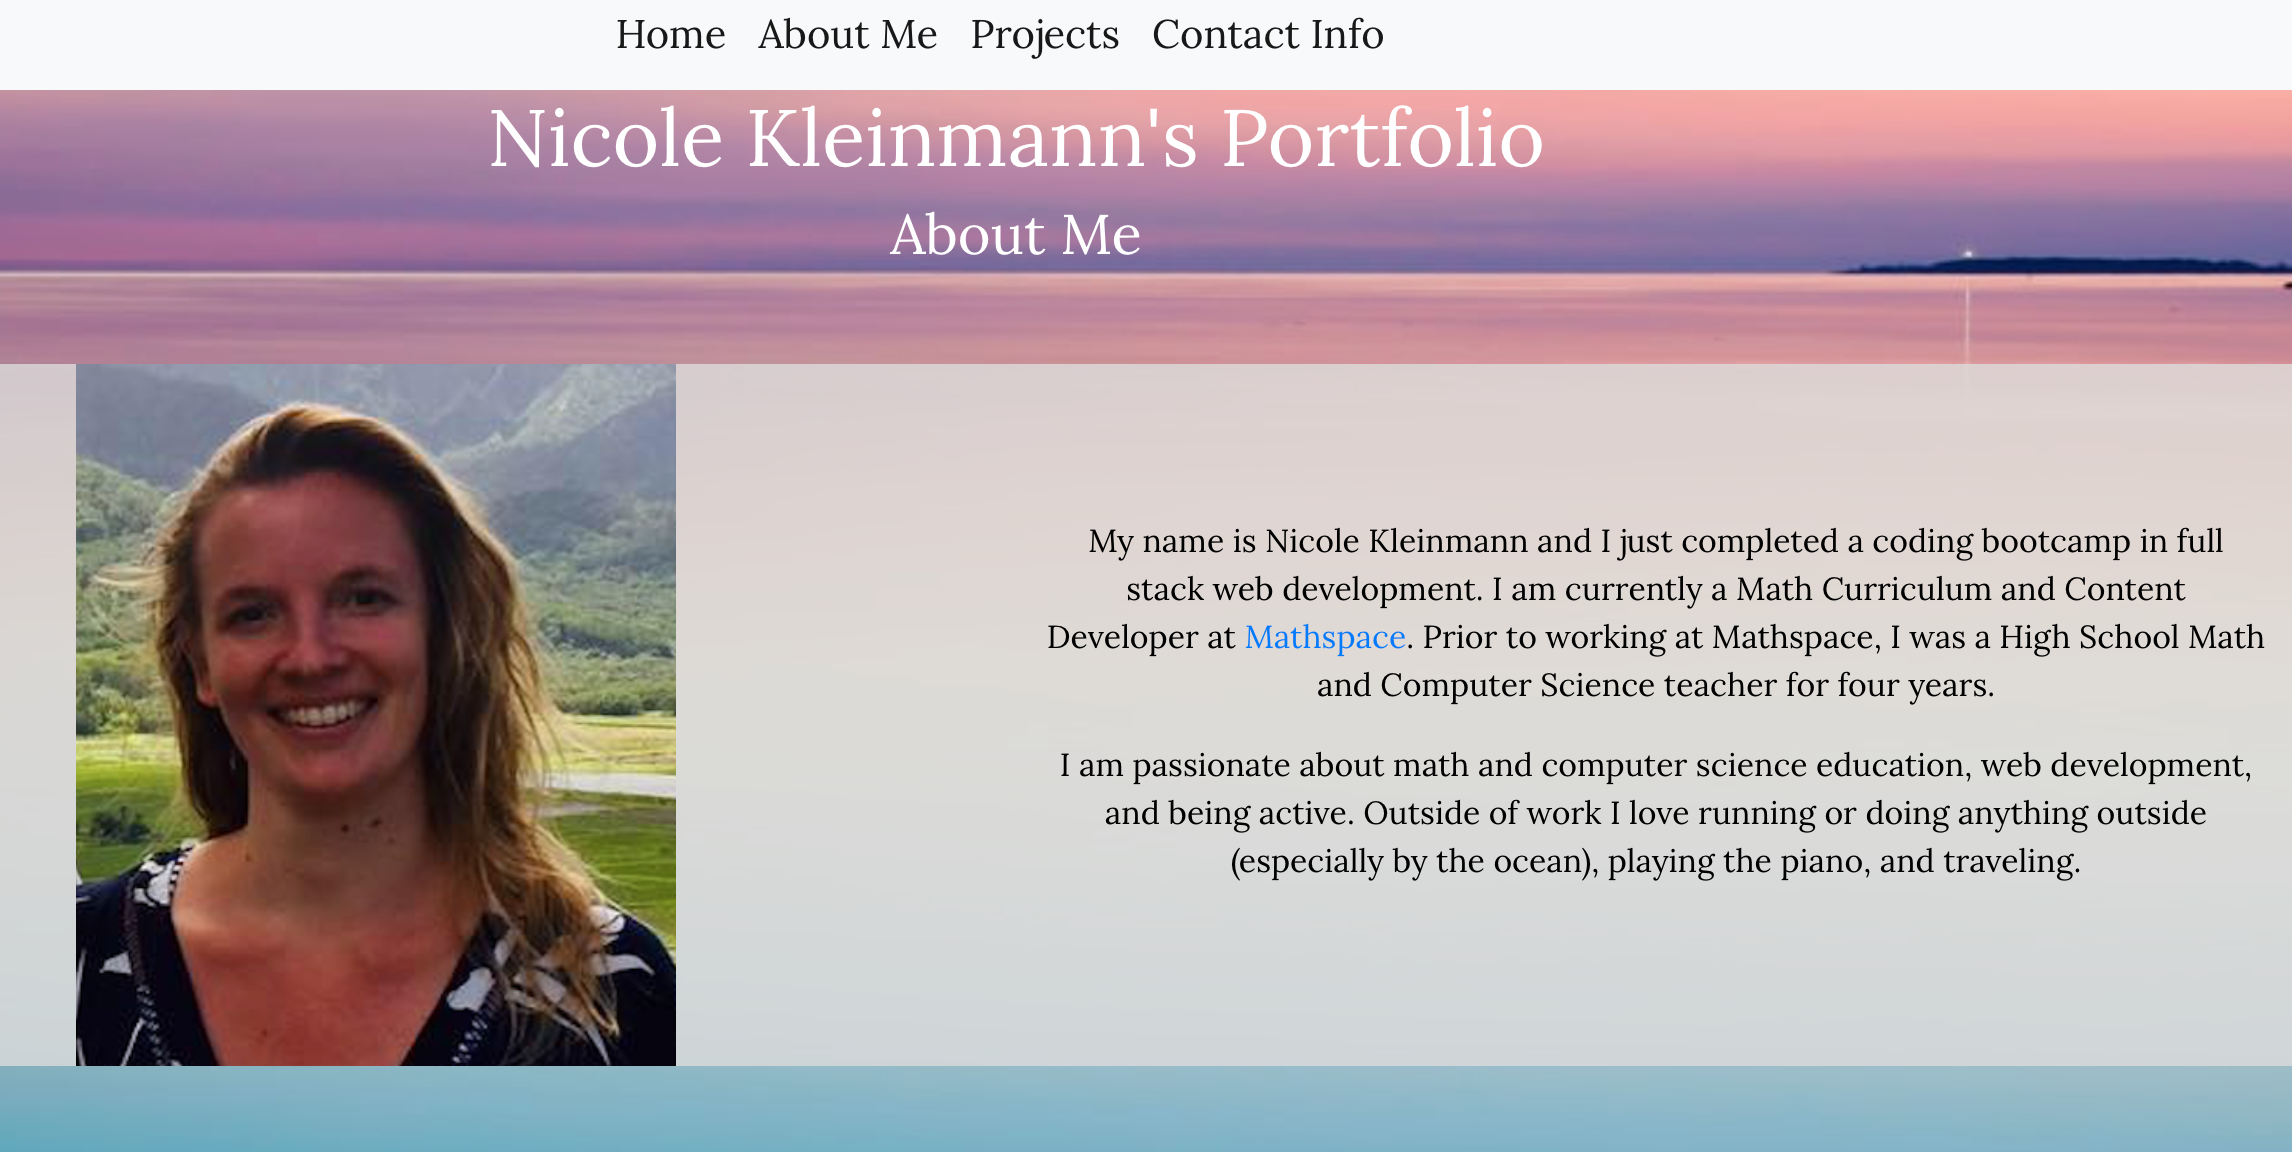 Home About Me Projects Contact Info
Nicole Kleinmann's Portfolio
About Me
My name is Nicole Kleinmann and I just completed a coding bootcamp in full
stack web development. I am currently a Math Curriculum and Content
Developer at Mathspace. Prior to working at Mathspace, I was a High School Math
and Computer Science teacher for four years.
I am passionate about math and computer science education, web development,
and being active. Outside of work I love running or doing anything outside
(especially by the ocean), playing the piano, and traveling.